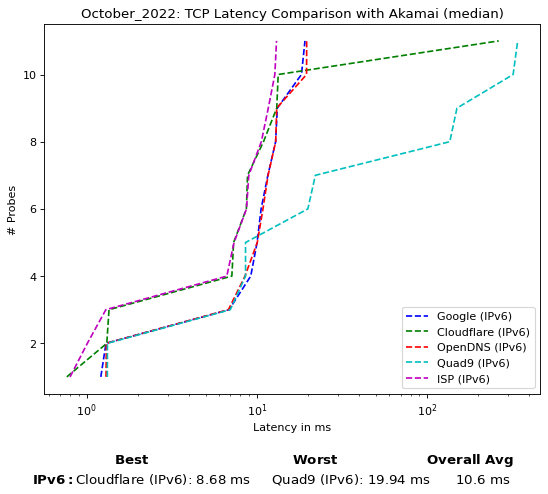 October_2022: TCP Latency Comparison with Akamai (median)
10
8
6
4
2
# Probes
Google (IPv6)
Cloudflare (IPv6)
OpenDNS (IPv6)
Quad9 (IPv6)
ISP (IPv6)
10⁰ 10¹ 10²
Latency in ms
Best Worst Overall Avg
IPv6: Cloudflare (IPv6): 8.68 ms Quad9 (IPv6): 19.94 ms 10.6 ms